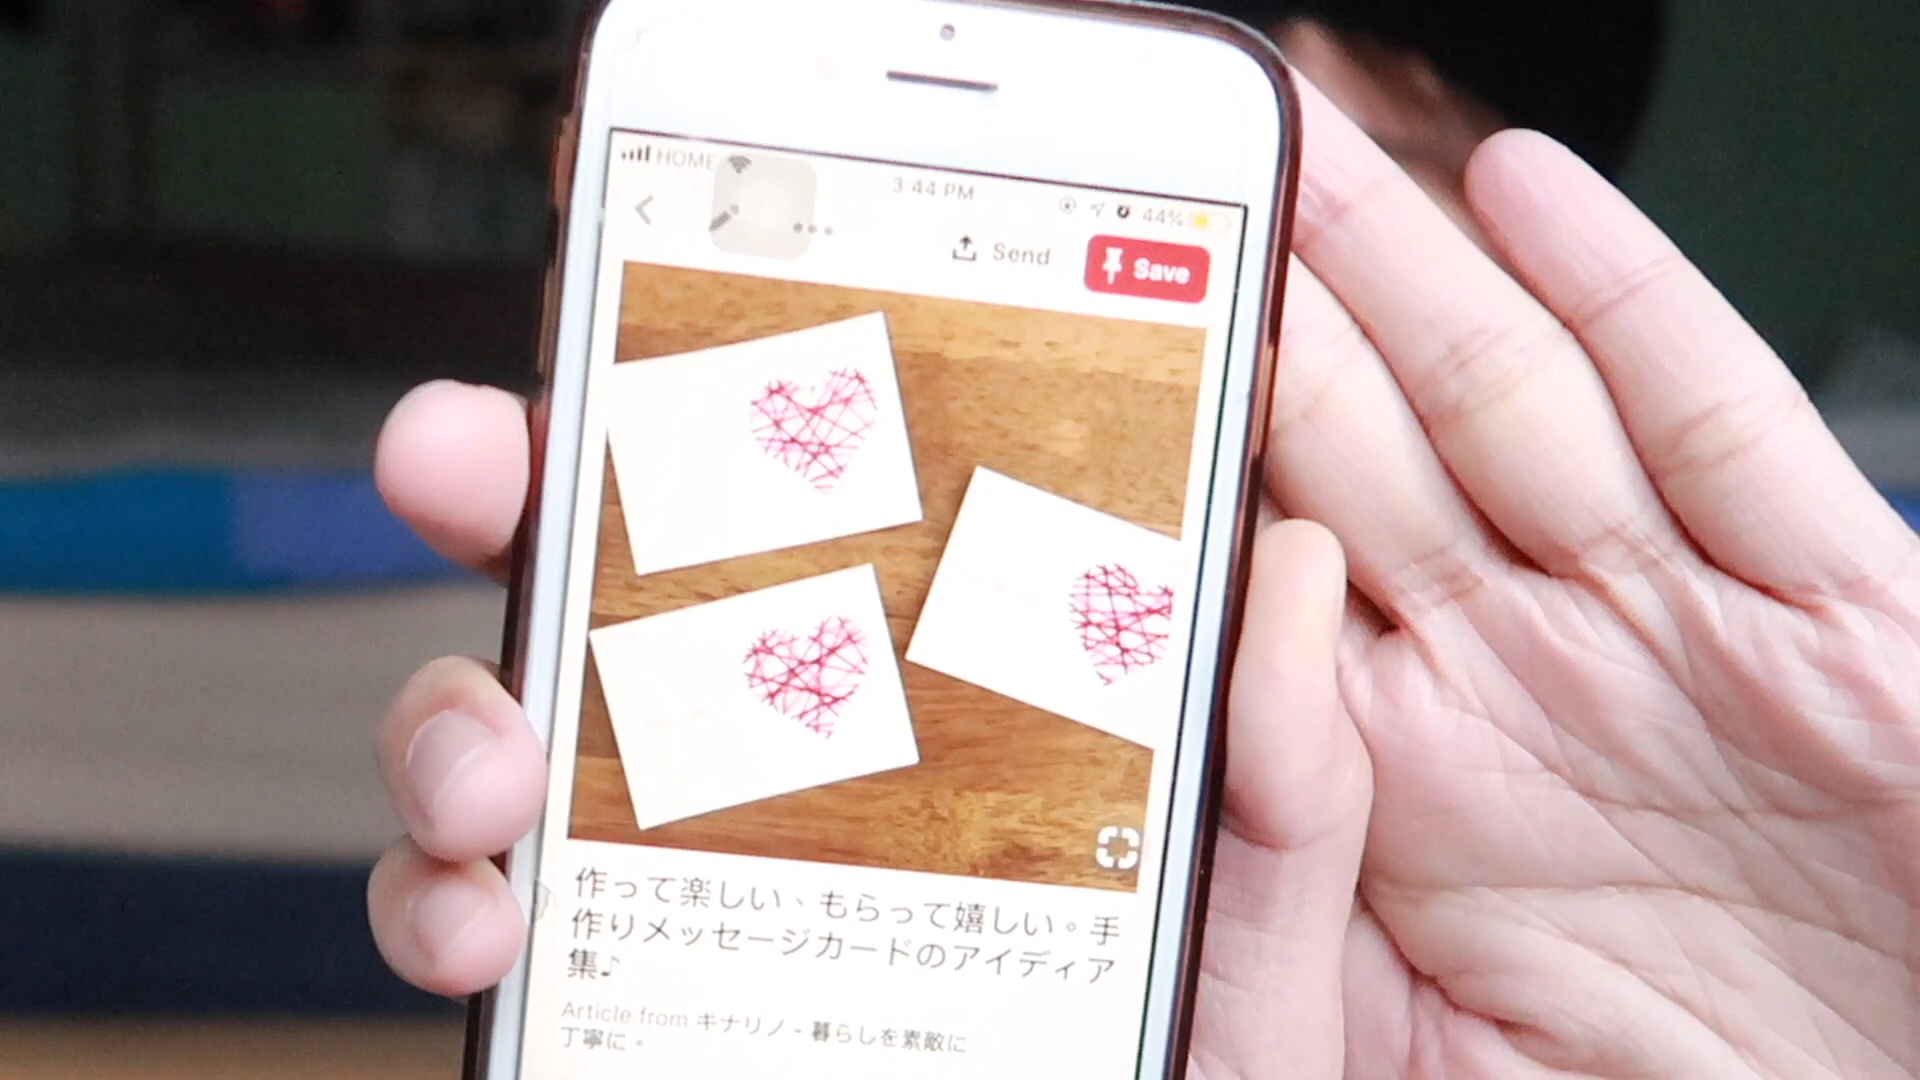 HOME
3:44 PM
44%
Send
Save
作って楽しい、もらって嬉しい。手
作りメッセージカードのアイディア
集♪
Article from キナリノ - 暮らしを素敵に
丁寧に。